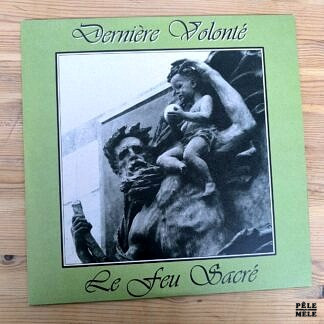 Dernière Volonté
Le Feu Sacré
PÊLE
MÊLE